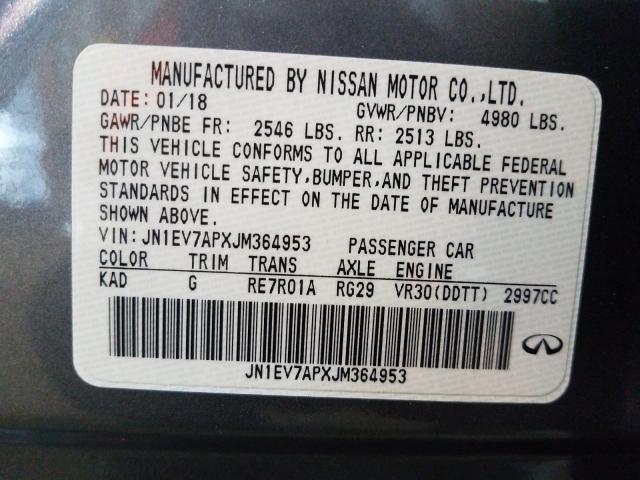 MANUFACTURED BY NISSAN MOTOR CO.,LTD.
DATE: 01/18 GVWR/PNBV: 4980 LBS.
GAWR/PNBE FR: 2546 LBS. RR: 2513 LBS.
THIS VEHICLE CONFORMS TO ALL APPLICABLE FEDERAL
MOTOR VEHICLE SAFETY,BUMPER,AND THEFT PREVENTION
STANDARDS IN EFFECT ON THE DATE OF MANUFACTURE
SHOWN ABOVE.
VIN:JN1EV7APXJM364953 PASSENGER CAR
COLOR TRIM TRANS AXLE ENGINE
KAD G RE7R01A RG29 VR30(DDTT) 2997CC
JN1EV7APXJM364953